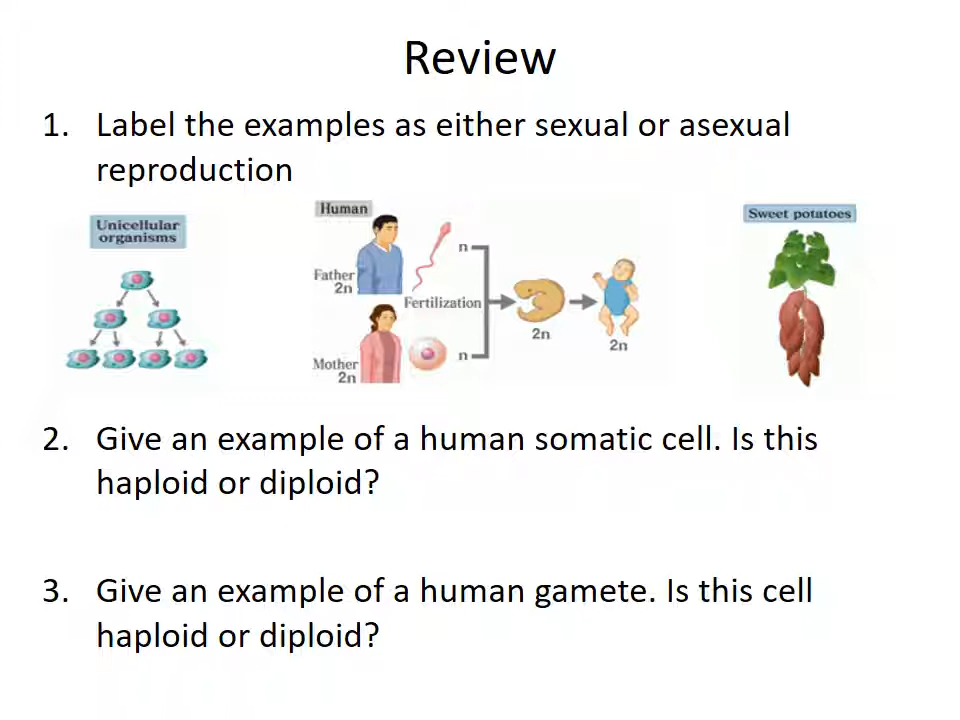 Review
1. Label the examples as either sexual or asexual
reproduction
Unicellular
organisms
Human
Father
2n
n
Fertilization
Mother
2n
n
2n
2n
Sweet potatoes
2. Give an example of a human somatic cell. Is this
haploid or diploid?
3. Give an example of a human gamete. Is this cell
haploid or diploid?